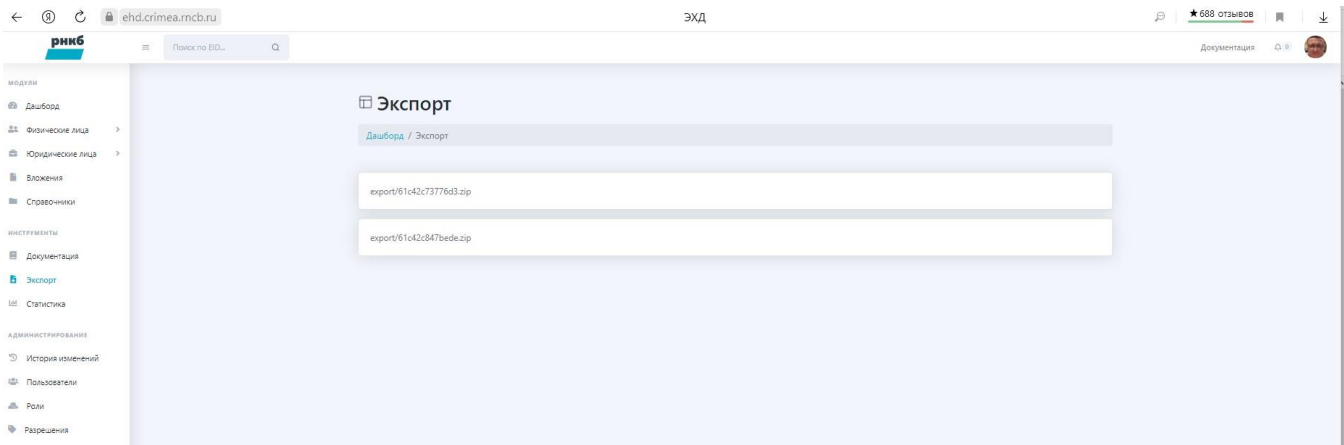 ehd.crimea.rncb.ru
ЭХД
★688 отзывов
рнкб
Поиск по EID...
Документация
0
МОДУЛИ
Дашборд
Физические лица
Юридические лица
Вложения
Справочники
ИНСТРУМЕНТЫ
Документация
Экспорт
Статистика
АДМИНИСТРИРОВАНИЕ
История изменений
Пользователи
Роли
Разрешения
Экспорт
Дашборд / Экспорт
export/61c42c73776d3.zip
export/61c42c847bede.zip